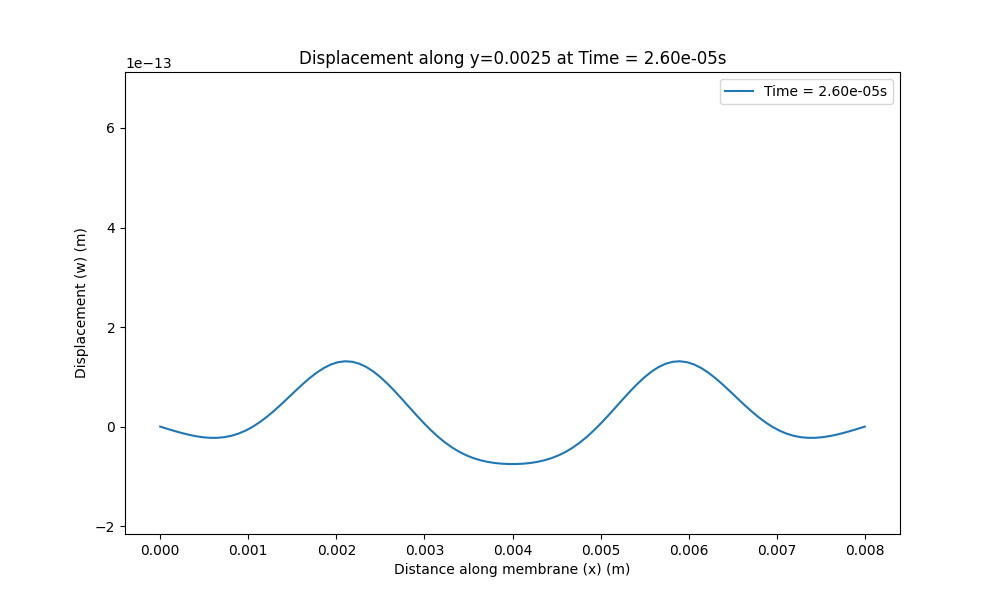 Displacement along y=0.0025 at Time = 2.60e-05s
1e−13
Time = 2.60e-05s
6
4
2
0
−2
Displacement (w) (m)
0.000 0.001 0.002 0.003 0.004 0.005 0.006 0.007 0.008
Distance along membrane (x) (m)